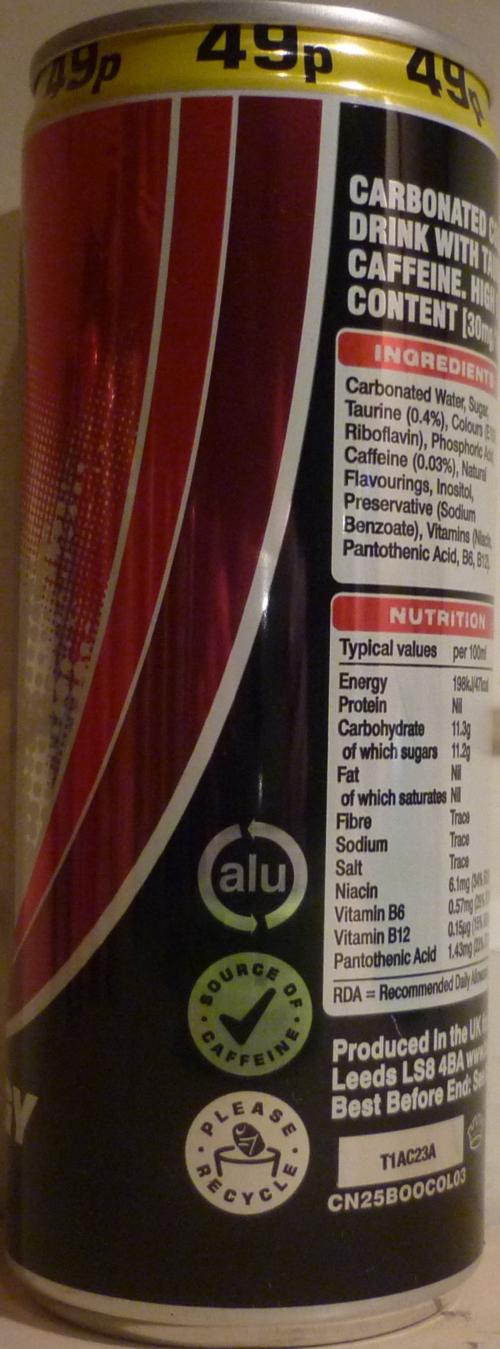 49p 49p 49p
CARBONATED
DRINK WITH
CAFFEINE. HIGH
CONTENT [30mg
INGREDIENTS
Carbonated Water, Sugar,
Taurine (0.4%), Colours
Riboflavin), Phosphoric Acid,
Caffeine (0.03%), Natural
Flavourings, Inositol,
Preservative (Sodium
Benzoate), Vitamins (Niacin,
Pantothenic Acid, B6, B12)
NUTRITION
Typical values per 100ml
Energy 198kJ/47kcal
Protein Nil
Carbohydrate 11.3g
of which sugars 11.2g
Fat Nil
of which saturates Nil
Fibre Trace
Sodium Trace
Salt Trace
Niacin 6.1mg
Vitamin B6 0.57mg
Vitamin B12 0.15µg
Pantothenic Acid 1.43mg
RDA = Recommended Daily
alu
SOURCE OF
CAFFEINE
PLEASE
RECYCLE
Produced in the UK
Leeds LS8 4BA
Best Before End:
T1AC23A
CN25BOOCOL03
GY